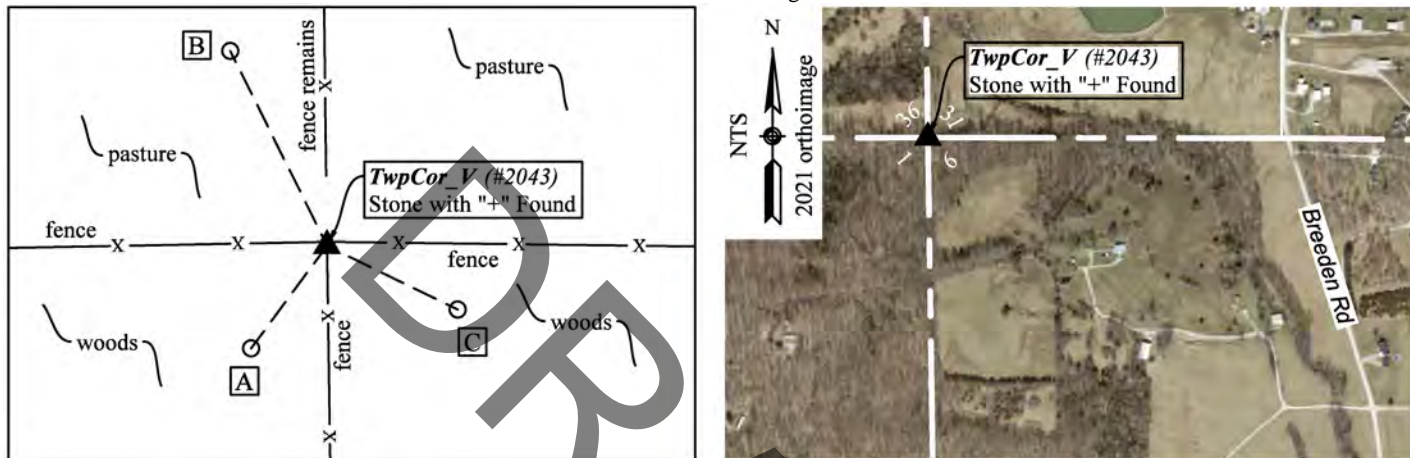 B
fence remains
x
pasture
pasture
TwpCor_V (#2043)
Stone with "+" Found
fence
x
x
x
x
x
fence
x
woods
woods
A
C
fence
x
DR
N
NTS
2021 orthoimage
TwpCor_V (#2043)
Stone with "+" Found
36
31
1
6
Breeden Rd